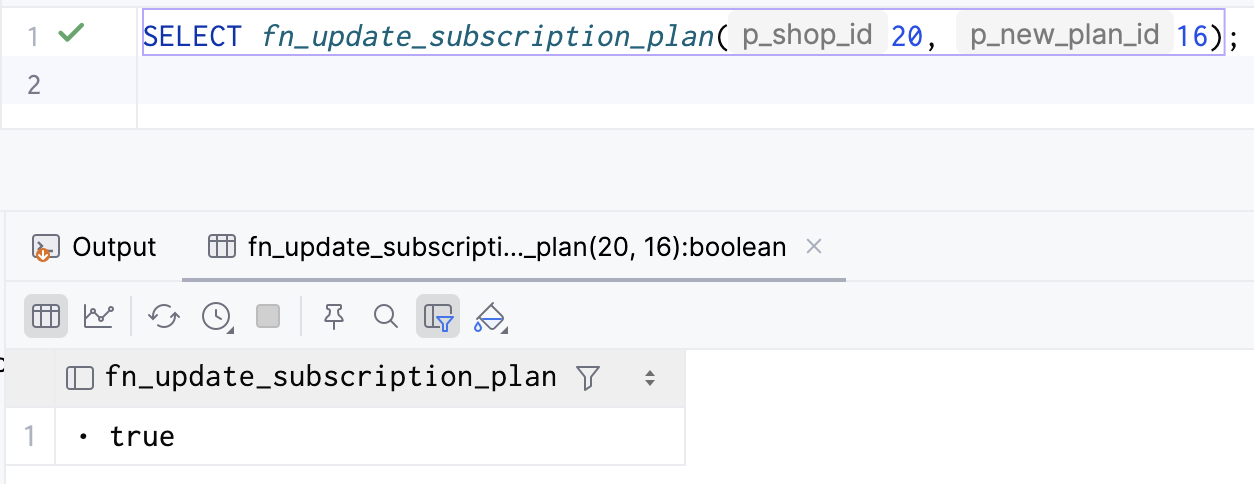 1 SELECT fn_update_subscription_plan( p_shop_id 20, p_new_plan_id 16);
2
Output fn_update_subscripti..._plan(20, 16):boolean
fn_update_subscription_plan
1 · true